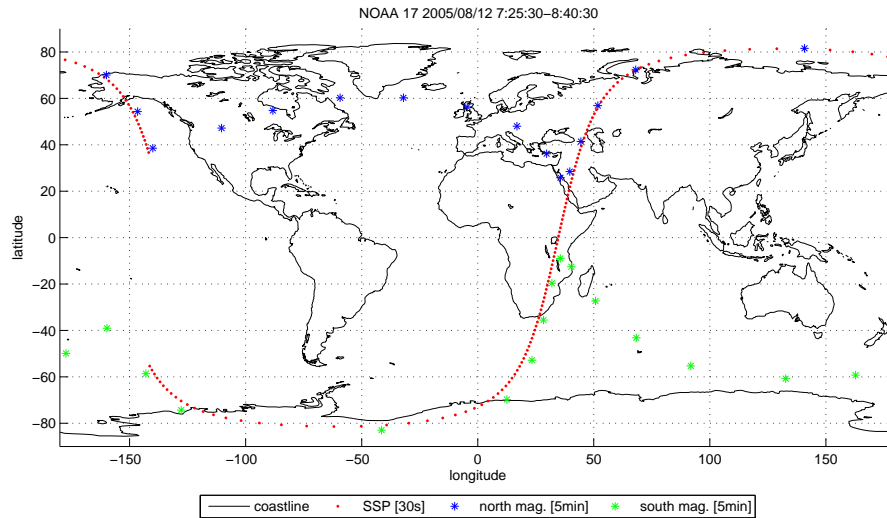 NOAA 17 2005/08/12 7:25:30−8:40:30
80
60
40
20
0
−20
−40
−60
−80
latitude
−150 −100 −50 0 50 100 150
longitude
coastline SSP [30s] north mag. [5min] south mag. [5min]